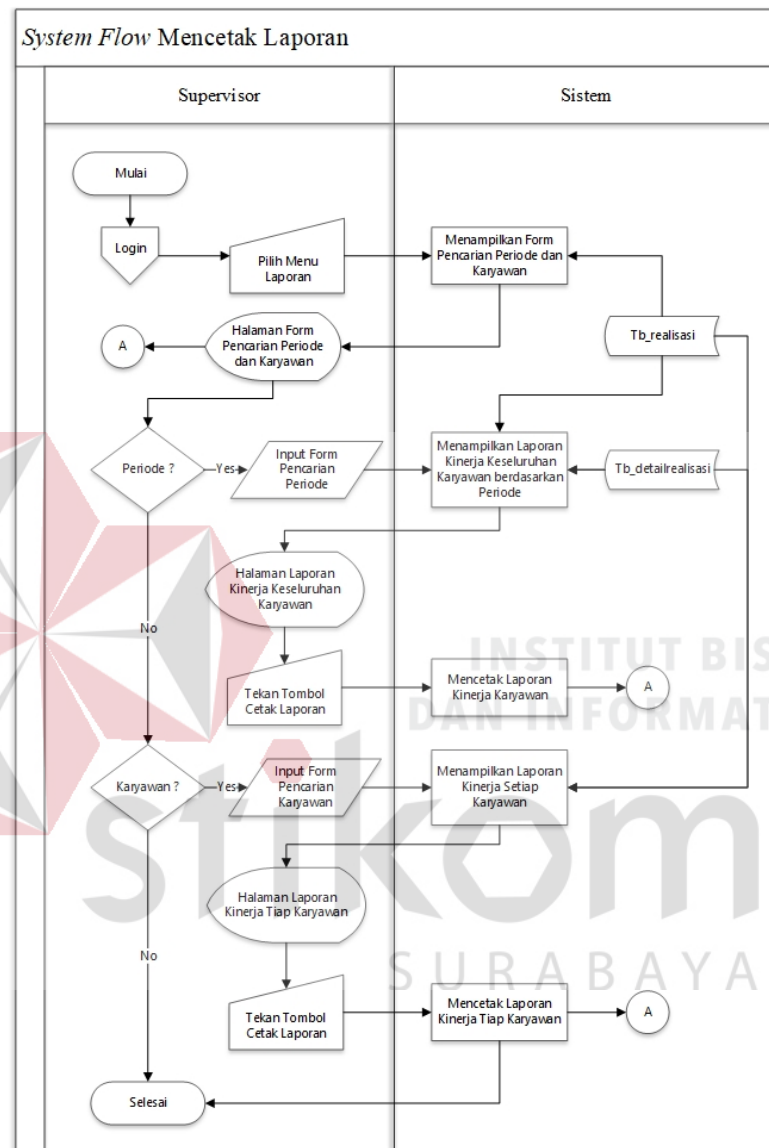 System Flow Mencetak Laporan
Supervisor
Sistem
Mulai
Login
Pilih Menu
Laporan
Menampilkan Form
Pencarian Periode dan
Karyawan
A
Halaman Form
Pencarian Periode
dan Karyawan
Tb_realisasi
Periode ?
Yes
Input Form
Pencarian
Periode
Menampilkan Laporan
Kinerja Keseluruhan
Karyawan berdasarkan
Periode
Tb_detailrealisasi
Halaman Laporan
Kinerja Keseluruhan
Karyawan
No
INSTITUT BIS
DAN INFORMAT
Tekan Tombol
Cetak Laporan
Mencetak Laporan
Kinerja Karyawan
A
Karyawan ?
Yes
Input Form
Pencarian
Karyawan
Menampilkan Laporan
Kinerja Setiap
Karyawan
stikom
Halaman Laporan
Kinerja Tiap Karyawan
No
SURABAYA
Tekan Tombol
Cetak Laporan
Mencetak Laporan
Kinerja Tiap Karyawan
A
Selesai